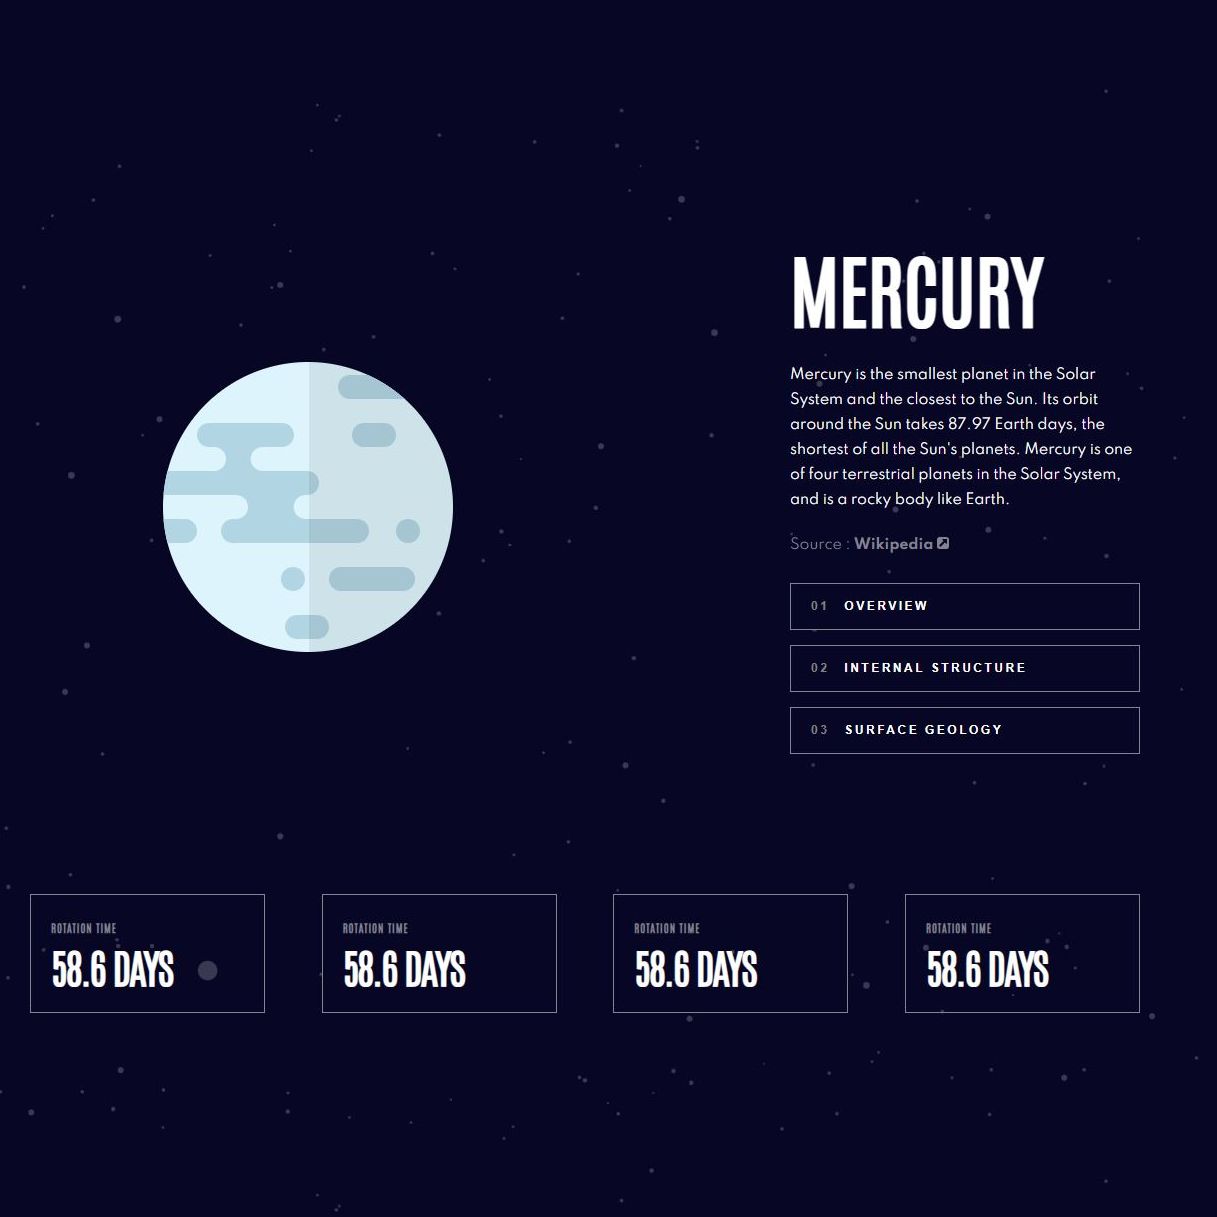 MERCURY
Mercury is the smallest planet in the Solar
System and the closest to the Sun. Its orbit
around the Sun takes 87.97 Earth days, the
shortest of all the Sun's planets. Mercury is one
of four terrestrial planets in the Solar System,
and is a rocky body like Earth.
Source : Wikipedia
01 OVERVIEW
02 INTERNAL STRUCTURE
03 SURFACE GEOLOGY
ROTATION TIME
58.6 DAYS
ROTATION TIME
58.6 DAYS
ROTATION TIME
58.6 DAYS
ROTATION TIME
58.6 DAYS